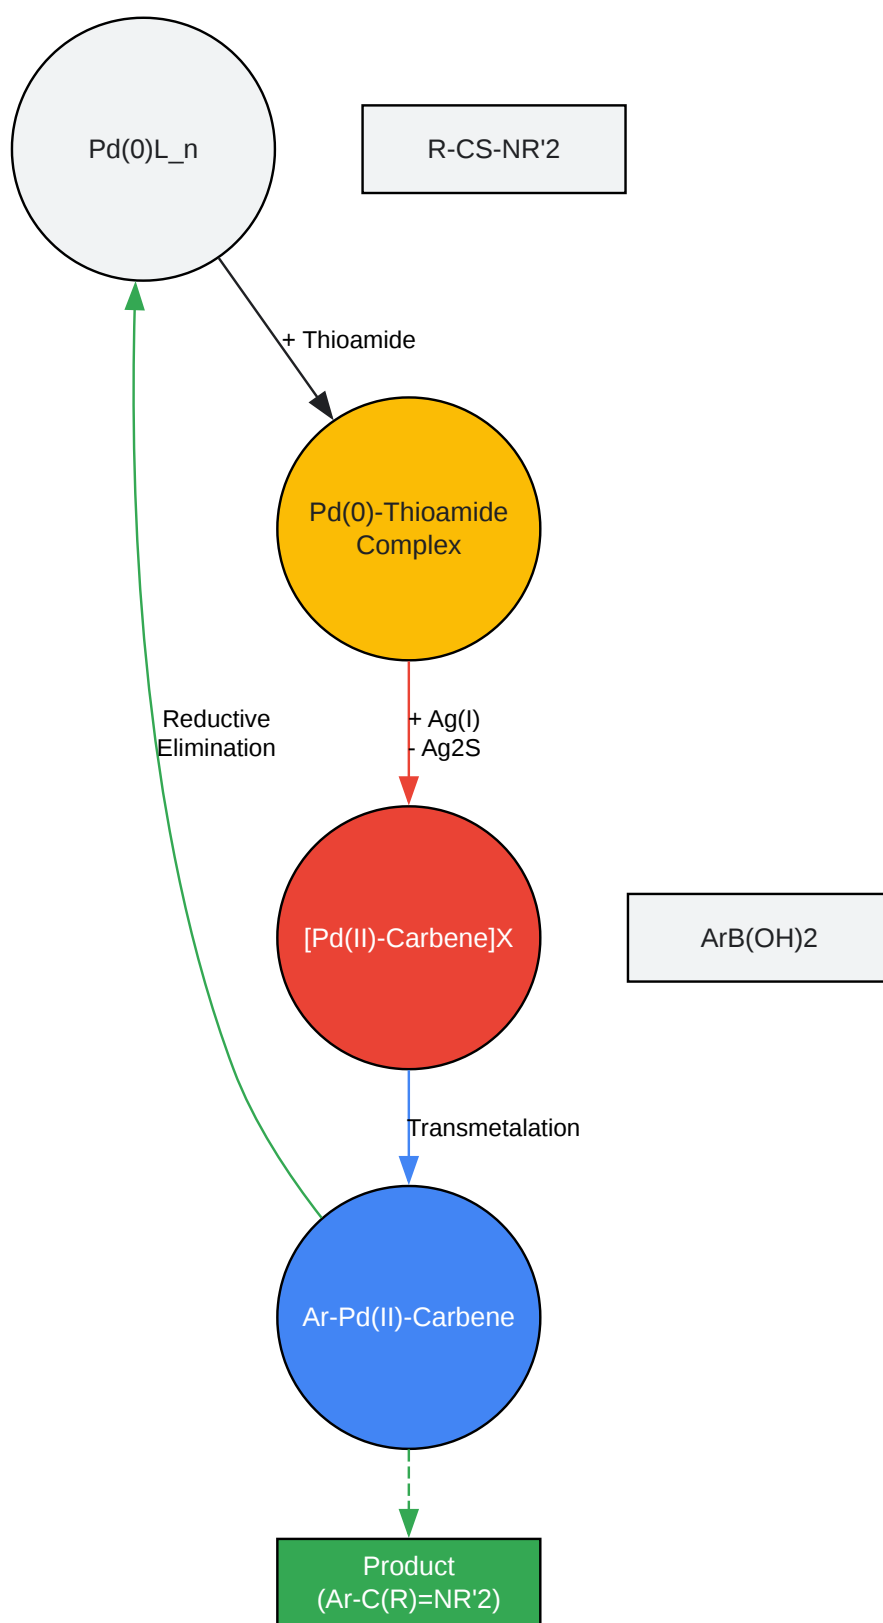 Pd(0)L_n
R-CS-NR'2
+ Thioamide
Pd(0)-Thioamide
Complex
Reductive
Elimination
+ Ag(I)
- Ag2S
[Pd(II)-Carbene]X
ArB(OH)2
Transmetalation
Ar-Pd(II)-Carbene
Product
(Ar-C(R)=NR'2)